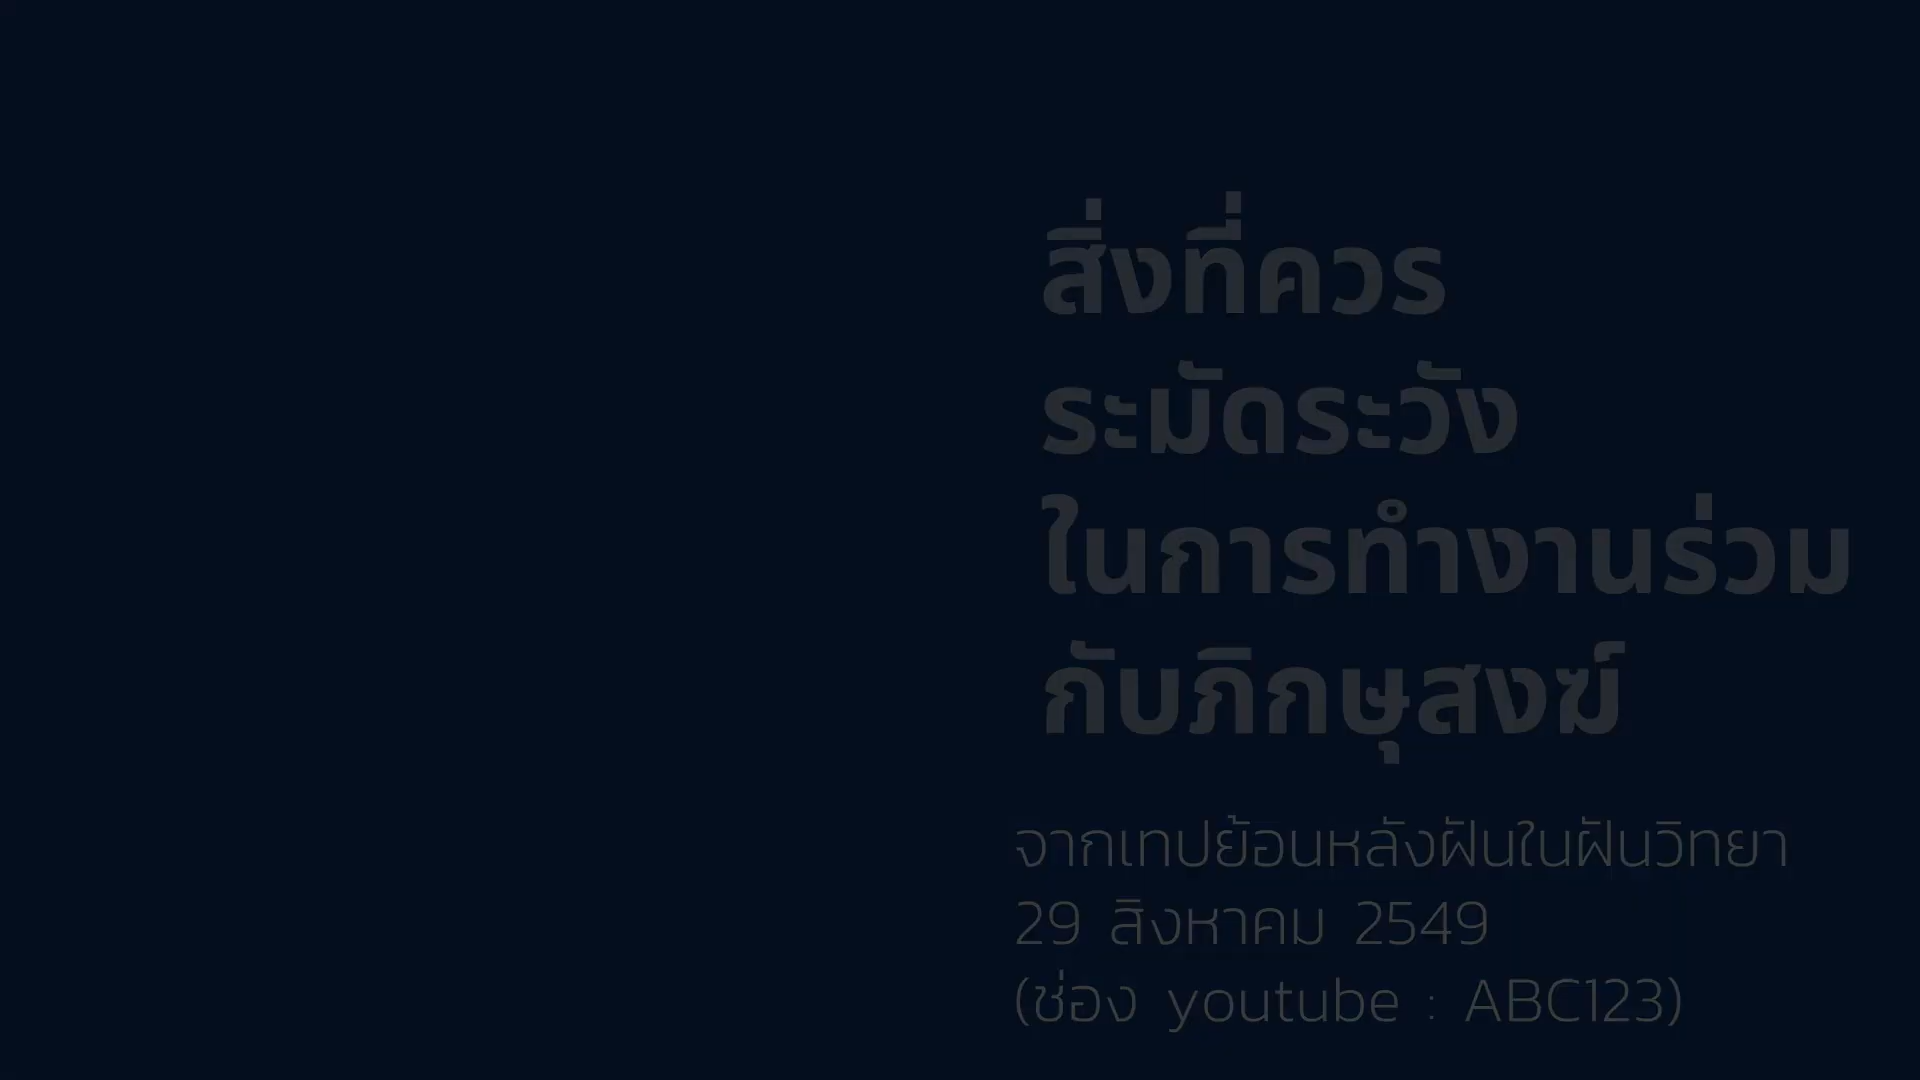 สิ่งที่ควร
ระมัดระวัง
ในการทำงานร่วม
กับภิกษุสงฆ์
จากเทปย้อนหลังฝันในฝันวิทยา
29 สิงหาคม 2549
(ช่อง youtube : ABC123)